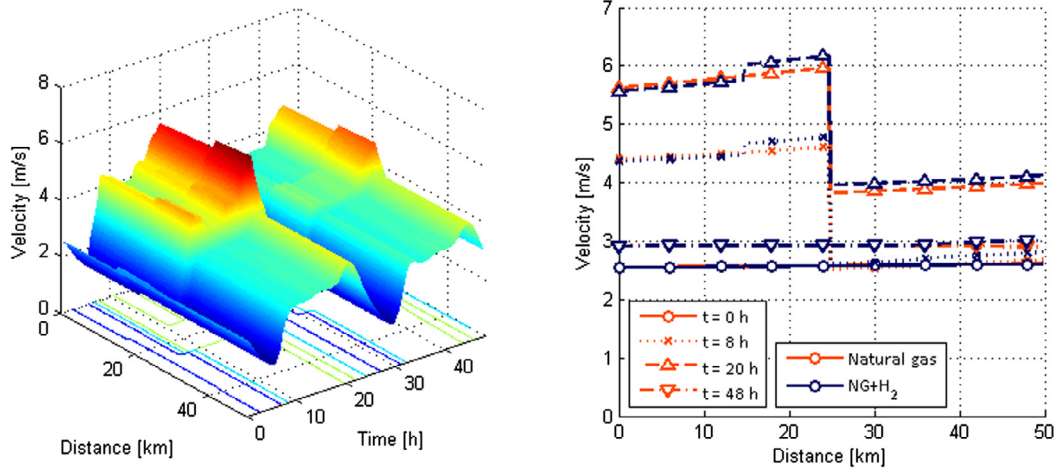 8
6
4
2
0
Velocity [m/s]
0
20
40
Distance [km]
0
10
20
30
40
Time [h]
7
6
5
4
3
2
1
0
Velocity [m/s]
t = 0 h
t = 8 h
t = 20 h
t = 48 h
Natural gas
NG+H₂
0 10 20 30 40 50
Distance [km]